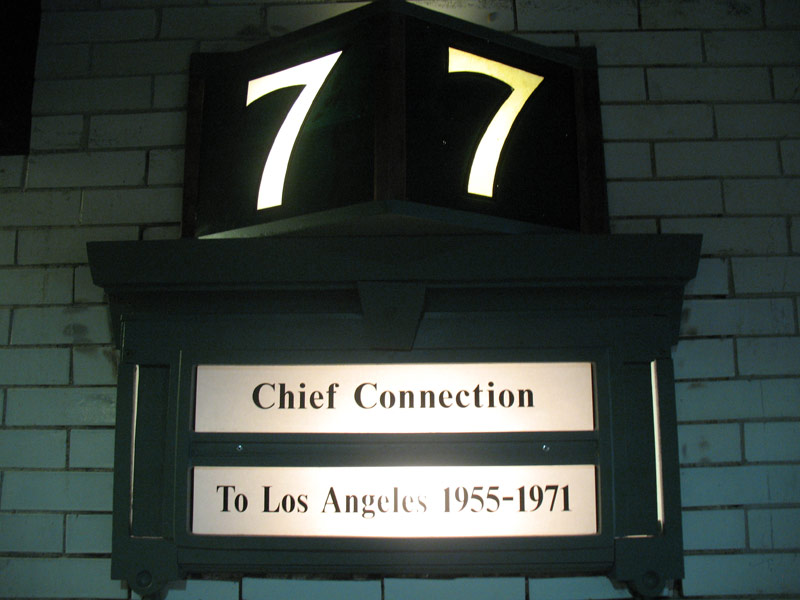 7 7
Chief Connection
To Los Angeles 1955-1971